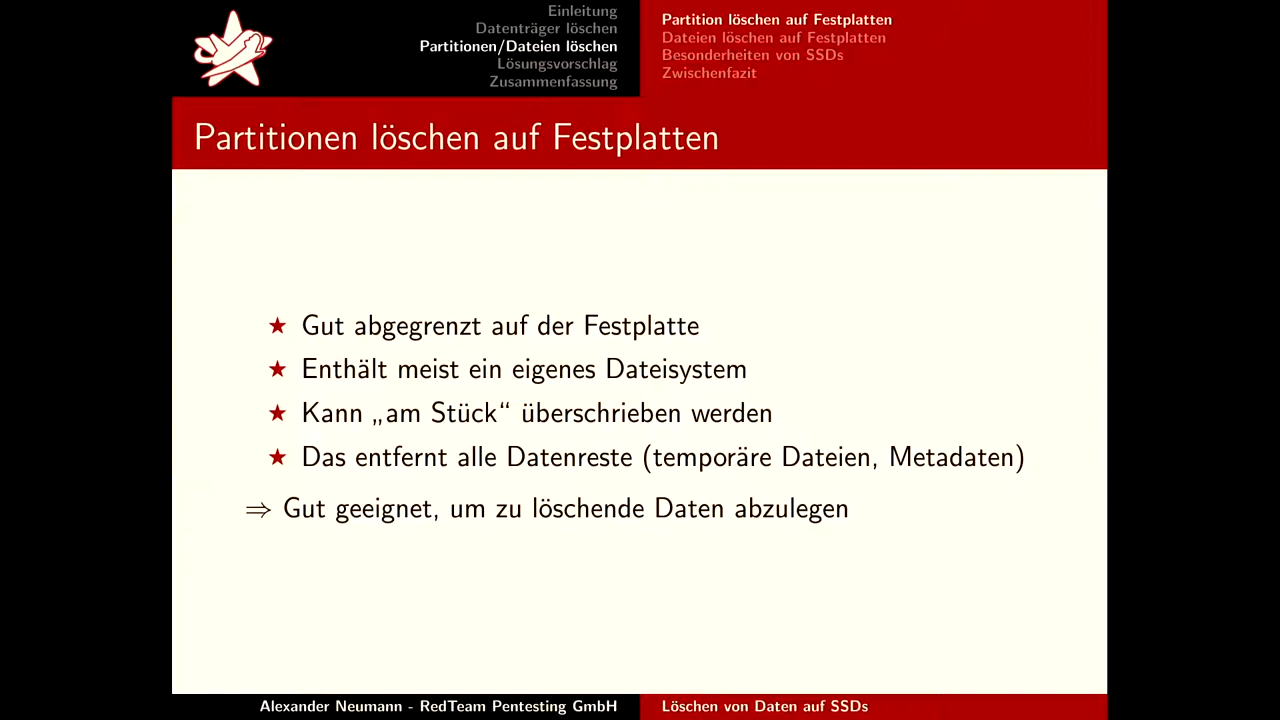 Einleitung
Datenträger löschen
Partitionen/Dateien löschen
Lösungsvorschlag
Zusammenfassung
Partition löschen auf Festplatten
Dateien löschen auf Festplatten
Besonderheiten von SSDs
Zwischenfazit
Partitionen löschen auf Festplatten
★ Gut abgegrenzt auf der Festplatte
★ Enthält meist ein eigenes Dateisystem
★ Kann „am Stück“ überschrieben werden
★ Das entfernt alle Datenreste (temporäre Dateien, Metadaten)
⇒ Gut geeignet, um zu löschende Daten abzulegen
Alexander Neumann - RedTeam Pentesting GmbH
Löschen von Daten auf SSDs